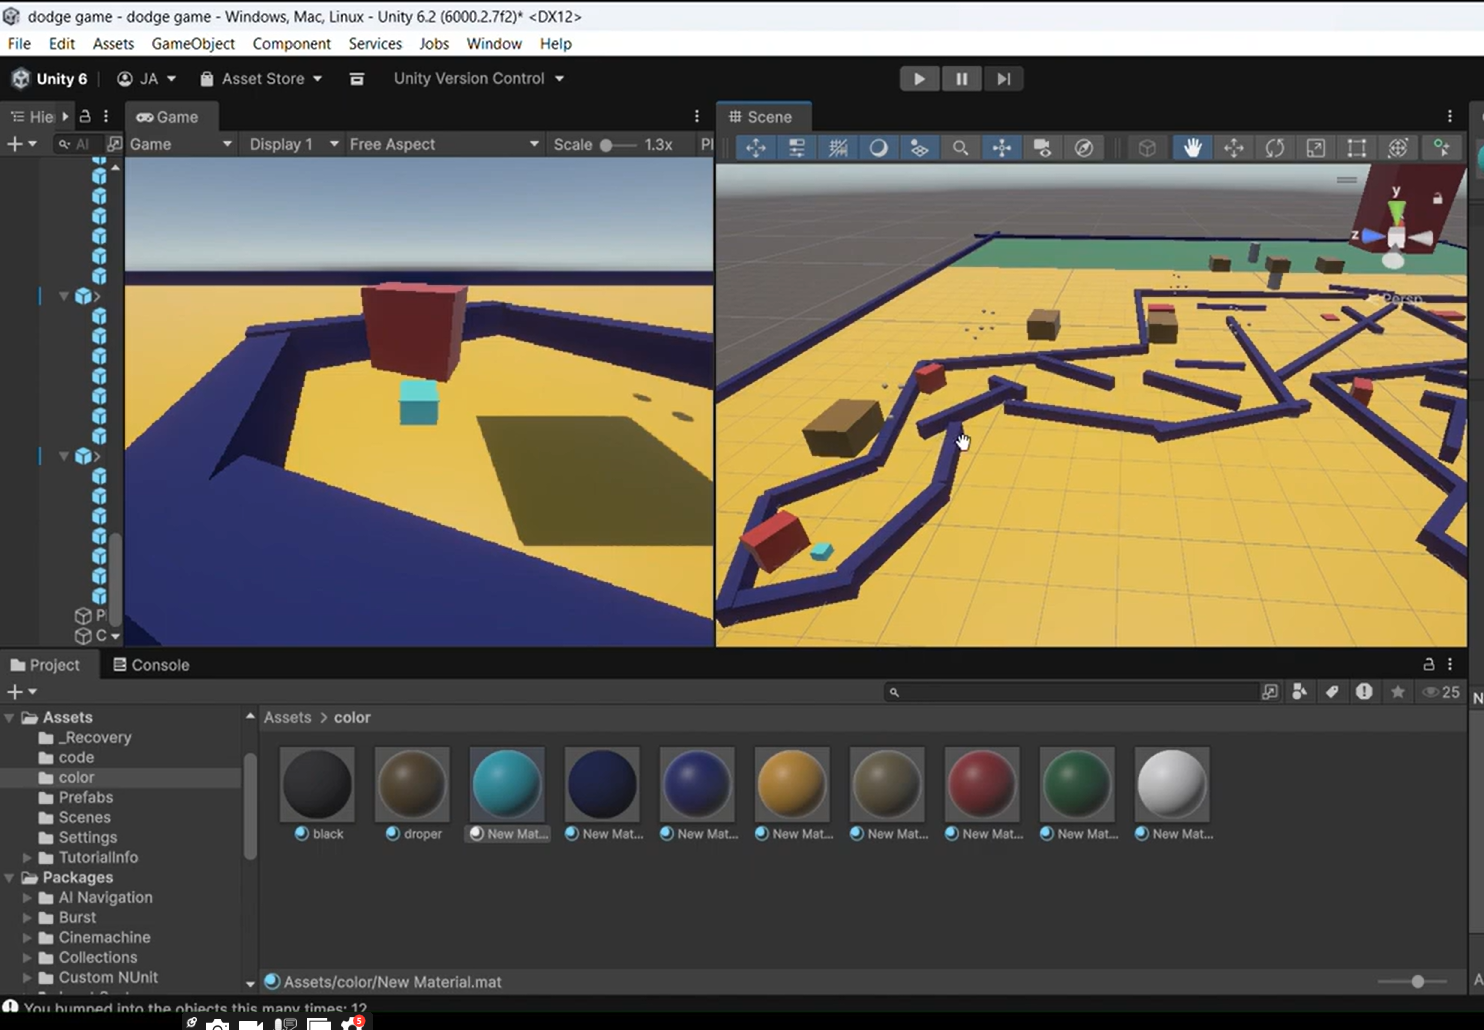 dodge game - dodge game - Windows, Mac, Linux - Unity 6.2 (6000.2.7f2)* <DX12>
File Edit Assets GameObject Component Services Jobs Window Help
Unity 6 JA Asset Store Unity Version Control
Hie Game Scene
AI Game Display 1 Free Aspect Scale 1.3x Pl
y
z
Persp
P
C
Project Console
25
Assets
_Recovery
code
color
Prefabs
Scenes
Settings
TutorialInfo
Packages
AI Navigation
Burst
Cinemachine
Collections
Custom NUnit
Assets > color
black droper New Mat... New Mat... New Mat... New Mat... New Mat... New Mat... New Mat... New Mat...
Assets/color/New Material.mat
You bumped into the objects this many times: 12
5